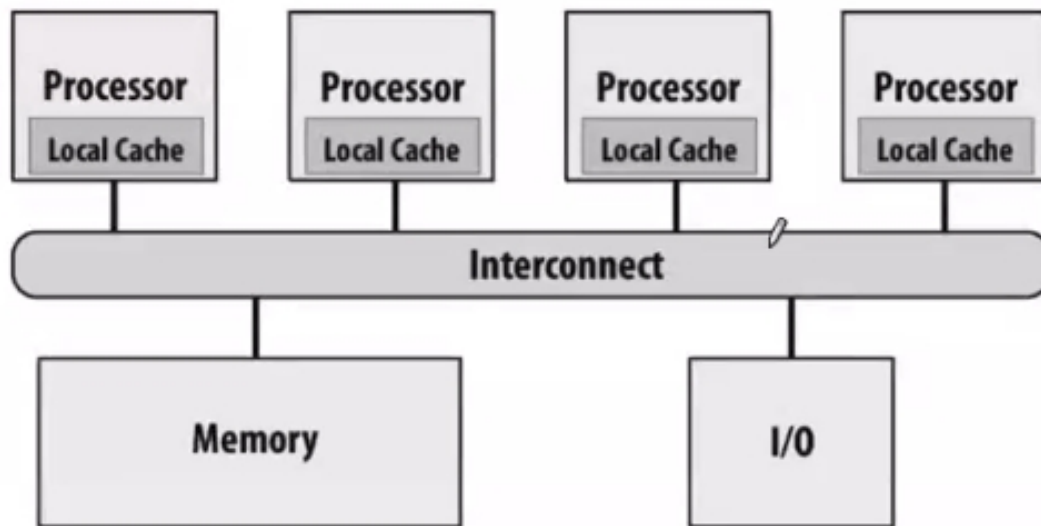 Processor
Local Cache
Processor
Local Cache
Processor
Local Cache
Processor
Local Cache
Interconnect
Memory
I/O